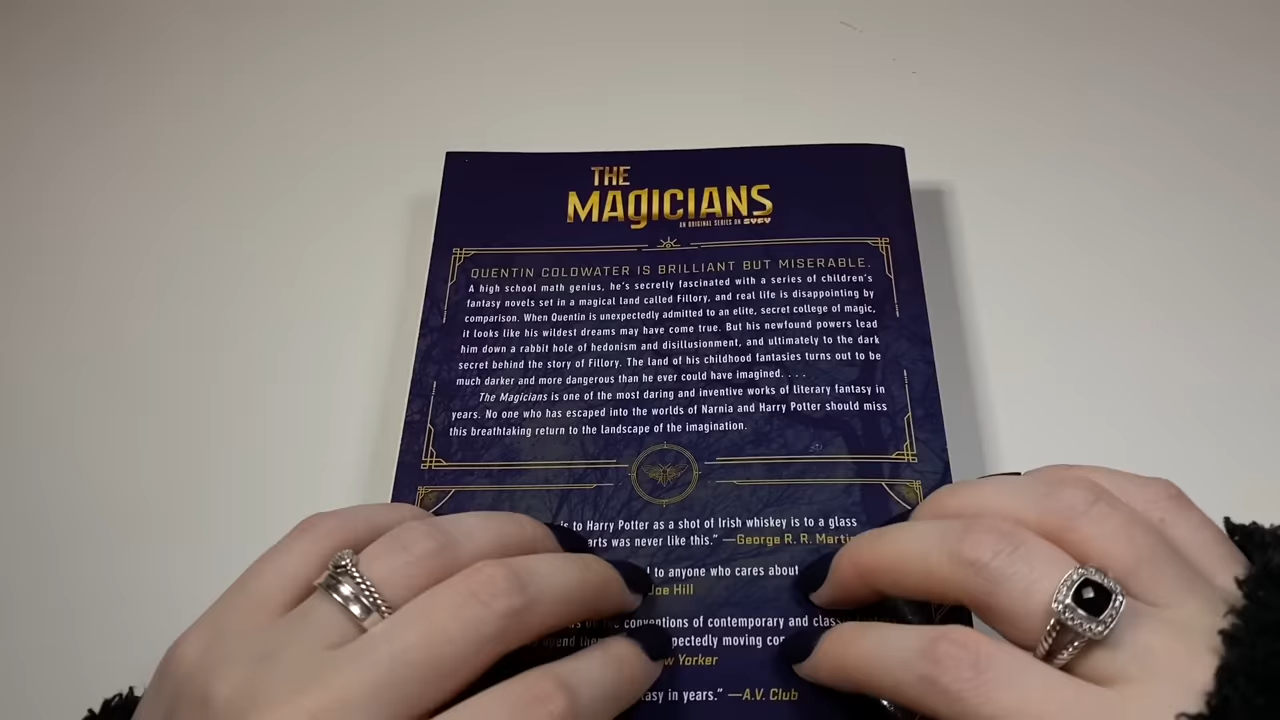 THE
MAgICIANS
AN ORIGINAL SERIES ON SYFY
QUENTIN COLDWATER IS BRILLIANT BUT MISERABLE.
A high school math genius, he's secretly fascinated with a series of children's
fantasy novels set in a magical land called Fillory, and real life is disappointing by
comparison. When Quentin is unexpectedly admitted to an elite, secret college of magic,
it looks like his wildest dreams may have come true. But his newfound powers lead
him down a rabbit hole of hedonism and disillusionment, and ultimately to the dark
secret behind the story of Fillory. The land of his childhood fantasies turns out to be
much darker and more dangerous than he ever could have imagined. . . .
The Magicians is one of the most daring and inventive works of literary fantasy in
years. No one who has escaped into the worlds of Narnia and Harry Potter should miss
this breathtaking return to the landscape of the imagination.
is to Harry Potter as a shot of Irish whiskey is to a glass
was never like this.” —George R. R. Martin
to anyone who cares about
Joe Hill
conventions of contemporary and
Yorker
in years.” —A.V. Club